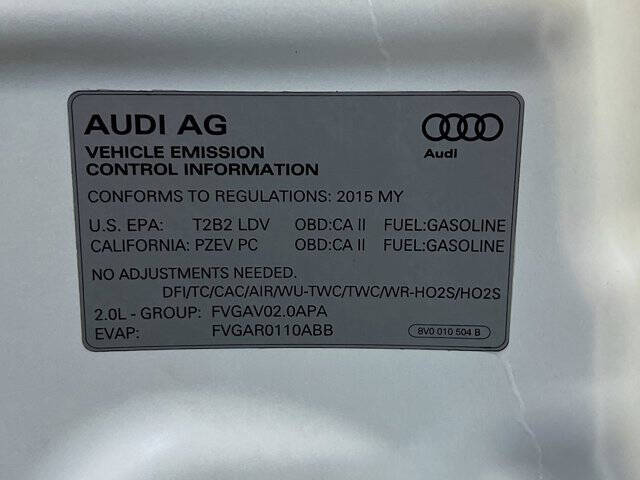 AUDI AG
Audi
VEHICLE EMISSION
CONTROL INFORMATION
CONFORMS TO REGULATIONS: 2015 MY
U.S. EPA: T2B2 LDV OBD:CA II FUEL:GASOLINE
CALIFORNIA: PZEV PC OBD:CA II FUEL:GASOLINE
NO ADJUSTMENTS NEEDED.
DFI/TC/CAC/AIR/WU-TWC/TWC/WR-HO2S/HO2S
2.0L - GROUP: FVGAV02.0APA
EVAP: FVGAR0110ABB
8V0 010 504 B